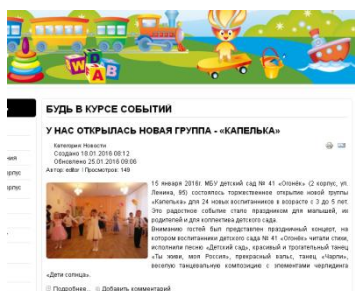 W
D
A
B
БУДЬ В КУРСЕ СОБЫТИЙ
У НАС ОТКРЫЛАСЬ НОВАЯ ГРУППА - «КАПЕЛЬКА»
Категория: Новости
Создано 18.01.2016 08:12
Обновлено 25.01.2016 08:06
Автор: editor | Просмотров: 149
15 января 2016г. МБУ детский сад № 41 «Огонёк» (2 корпус, ул.
Ленина, 95) состоялось торжественное открытие новой группы
«Капелька» для 24 новых воспитанников в возрасте с 3 до 5 лет.
Это радостное событие стало праздником для малышей, их
родителей и для коллектива детского сада.
Вниманию гостей был представлен праздничный концерт, на
котором воспитанники детского сада № 41 «Огонёк» читали стихи,
исполнили песню «Детский сад», красивый и трогательный танец
«Ты живи, моя Россия», прекрасный вальс, танец «Чарли»,
веселую танцевальную композицию с элементами черлидинга
«Дети солнца».
Подробнее... Добавить комментарий
ния
орпус
орпус